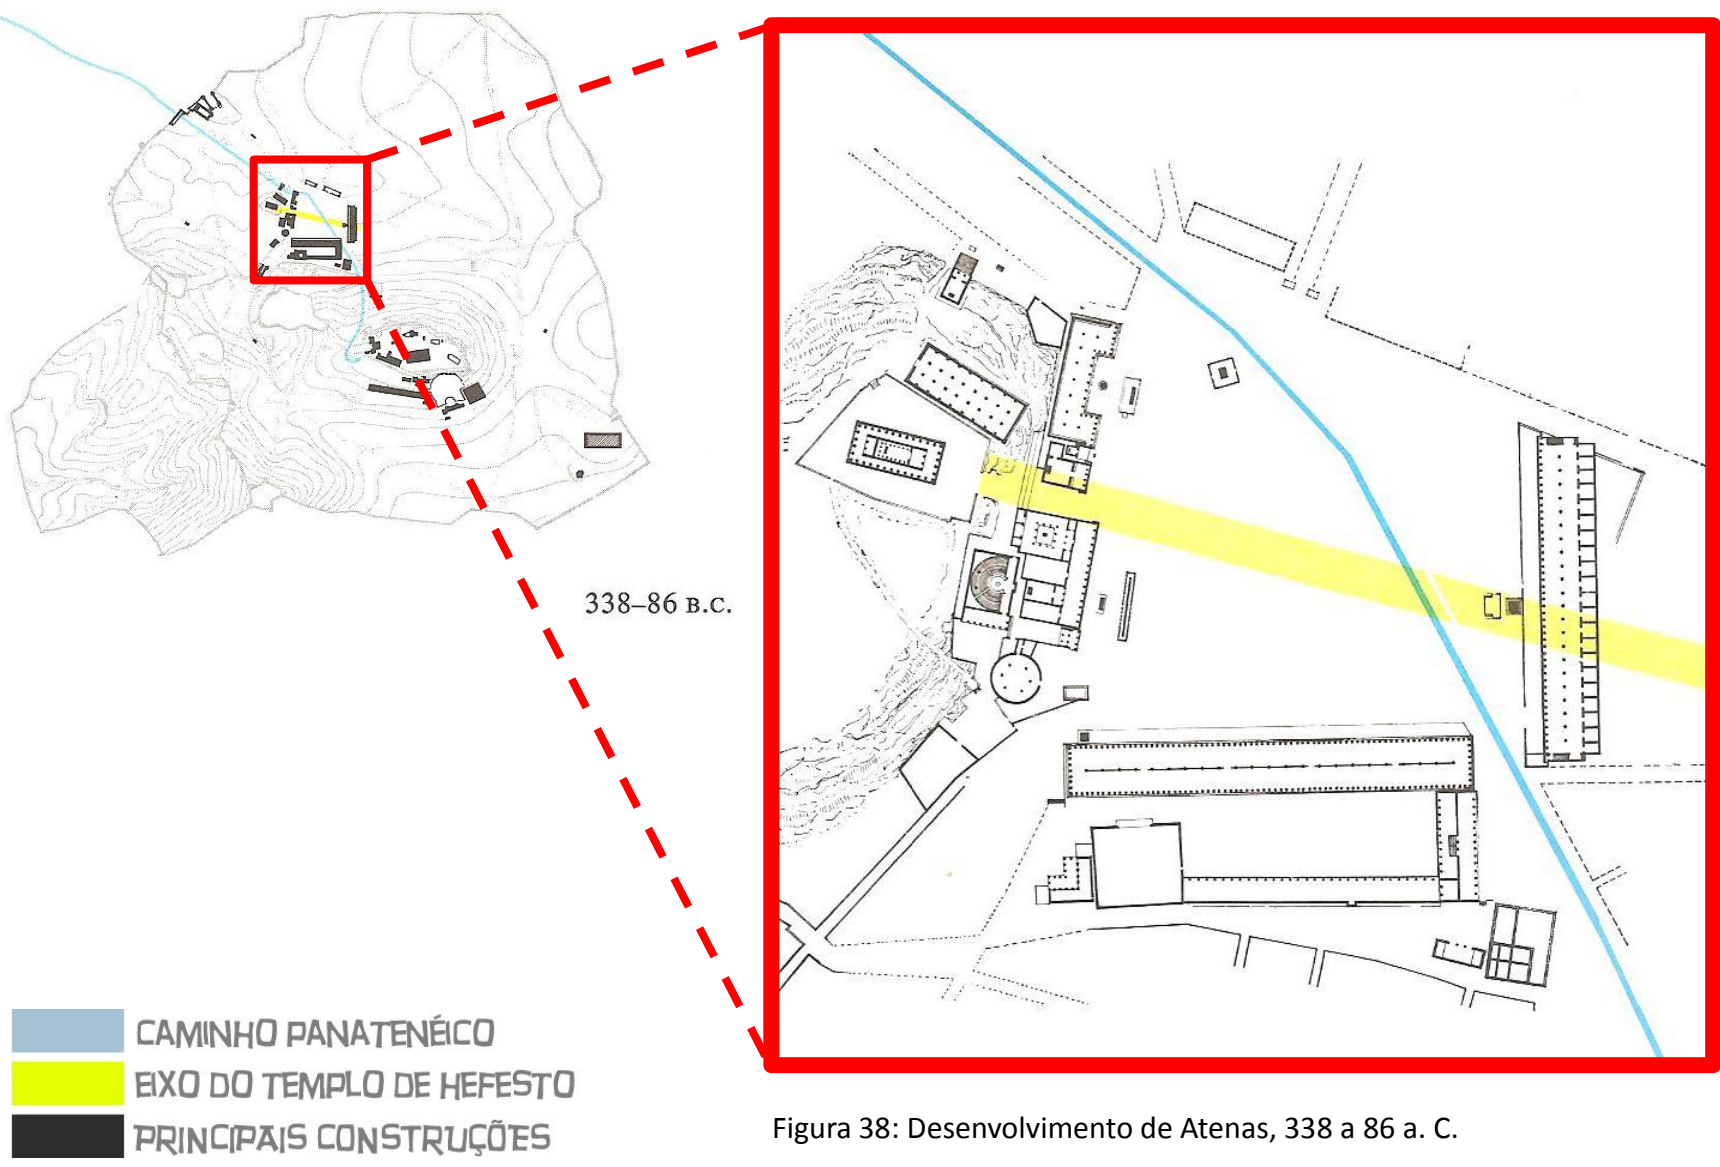 338–86 B.C.
CAMINHO PANATENÉICO
EIXO DO TEMPLO DE HEFESTO
PRINCIPAIS CONSTRUÇÕES
Figura 38: Desenvolvimento de Atenas, 338 a 86 a. C.